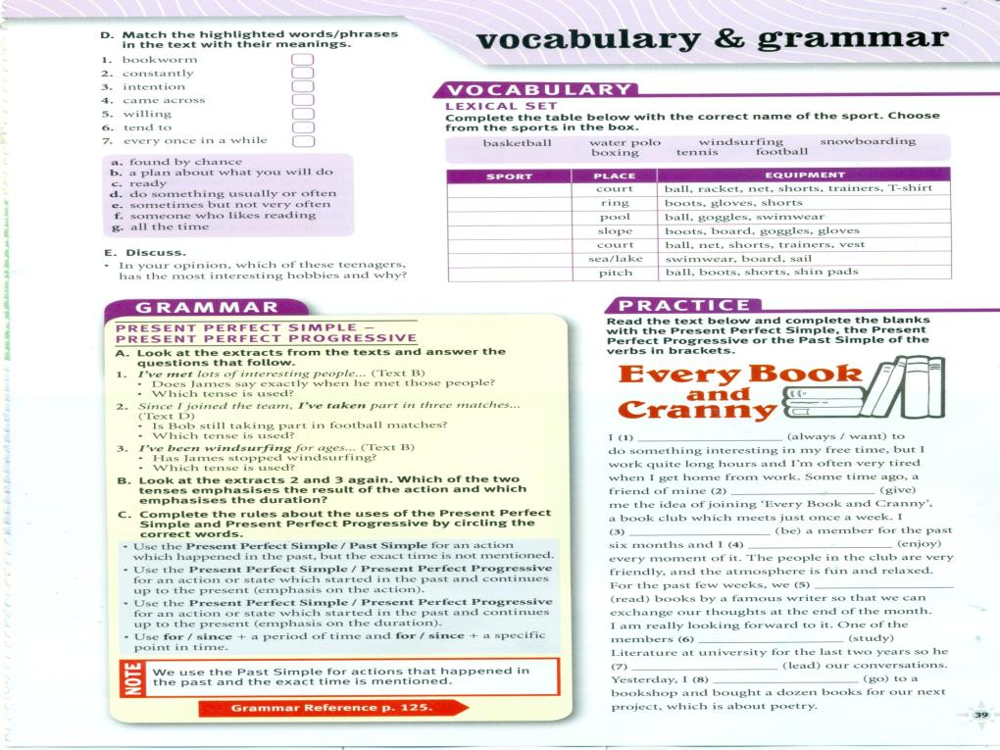 vocabulary & grammar
D. Match the highlighted words/phrases
in the text with their meanings.
1. bookworm
2. constantly
3. intention
4. came across
5. willing
6. tend to
7. every once in a while
a. found by chance
b. a plan about what you will do
c. ready
d. do something usually or often
e. sometimes but not very often
f. someone who likes reading
g. all the time
E. Discuss.
• In your opinion, which of these teenagers,
has the most interesting hobbies and why?
VOCABULARY
LEXICAL SET
Complete the table below with the correct name of the sport. Choose
from the sports in the box.
basketball water polo windsurfing snowboarding
boxing tennis football
SPORT PLACE EQUIPMENT
court ball, racket, net, shorts, trainers, T-shirt
ring boots, gloves, shorts
pool ball, goggles, swimwear
slope boots, board, goggles, gloves
court ball, net, shorts, trainers, vest
sea/lake swimwear, board, sail
pitch ball, boots, shorts, shin pads
GRAMMAR
PRESENT PERFECT SIMPLE –
PRESENT PERFECT PROGRESSIVE
A. Look at the extracts from the texts and answer the
questions that follow.
1. I've met lots of interesting people... (Text B)
• Does James say exactly when he met those people?
• Which tense is used?
2. Since I joined the team, I've taken part in three matches...
(Text D)
• Is Bob still taking part in football matches?
• Which tense is used?
3. I've been windsurfing for ages... (Text B)
• Has James stopped windsurfing?
• Which tense is used?
B. Look at the extracts 2 and 3 again. Which of the two
tenses emphasises the result of the action and which
emphasises the duration?
C. Complete the rules about the uses of the Present Perfect
Simple and Present Perfect Progressive by circling the
correct words.
• Use the Present Perfect Simple / Past Simple for an action
which happened in the past, but the exact time is not mentioned.
• Use the Present Perfect Simple / Present Perfect Progressive
for an action or state which started in the past and continues
up to the present (emphasis on the action).
• Use the Present Perfect Simple / Present Perfect Progressive
for an action or state which started in the past and continues
up to the present (emphasis on the duration).
• Use for / since + a period of time and for / since + a specific
point in time.
NOTE
We use the Past Simple for actions that happened in
the past and the exact time is mentioned.
Grammar Reference p. 125.
PRACTICE
Read the text below and complete the blanks
with the Present Perfect Simple, the Present
Perfect Progressive or the Past Simple of the
verbs in brackets.
Every Book
and
Cranny
I (1) ____________________ (always / want) to
do something interesting in my free time, but I
work quite long hours and I'm often very tired
when I get home from work. Some time ago, a
friend of mine (2) ____________________ (give)
me the idea of joining 'Every Book and Cranny',
a book club which meets just once a week. I
(3) ____________________ (be) a member for the past
six months and I (4) ____________________ (enjoy)
every moment of it. The people in the club are very
friendly, and the atmosphere is fun and relaxed.
For the past few weeks, we (5) ____________________
(read) books by a famous writer so that we can
exchange our thoughts at the end of the month.
I am really looking forward to it. One of the
members (6) ____________________ (study)
Literature at university for the last two years so he
(7) ____________________ (lead) our conversations.
Yesterday, I (8) ____________________ (go) to a
bookshop and bought a dozen books for our next
project, which is about poetry.
39